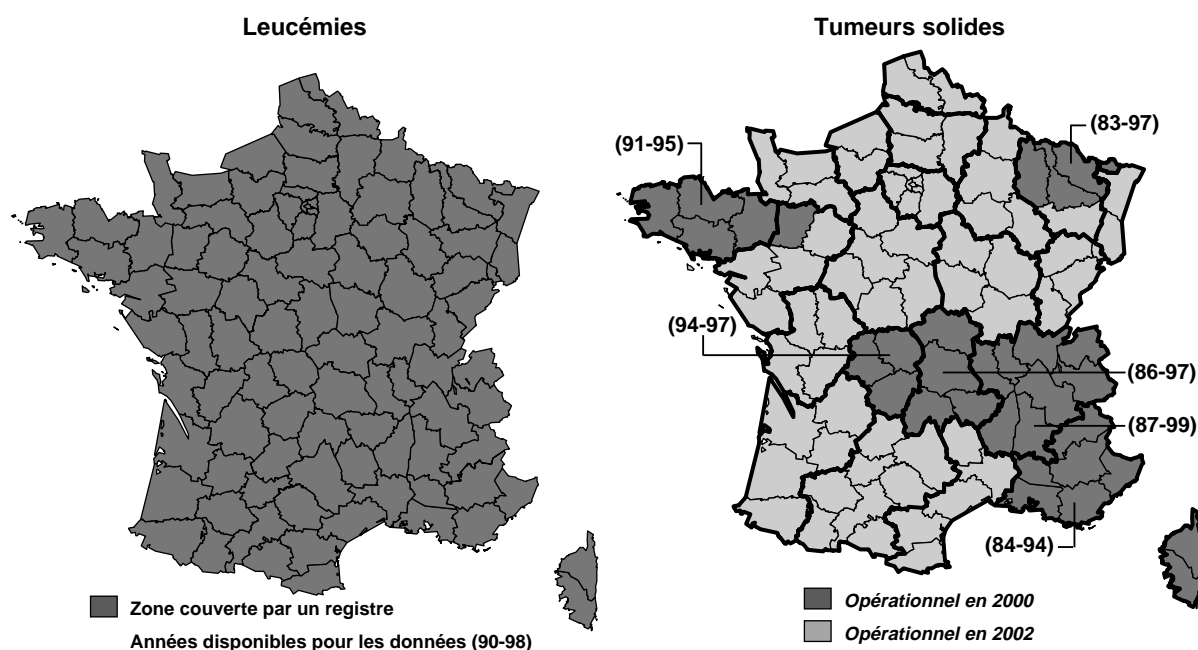 Leucémies
Tumeurs solides
(83-97)
(91-95)
(94-97)
(86-97)
(87-99)
(84-94)
Zone couverte par un registre
Années disponibles pour les données (90-98)
Opérationnel en 2000
Opérationnel en 2002